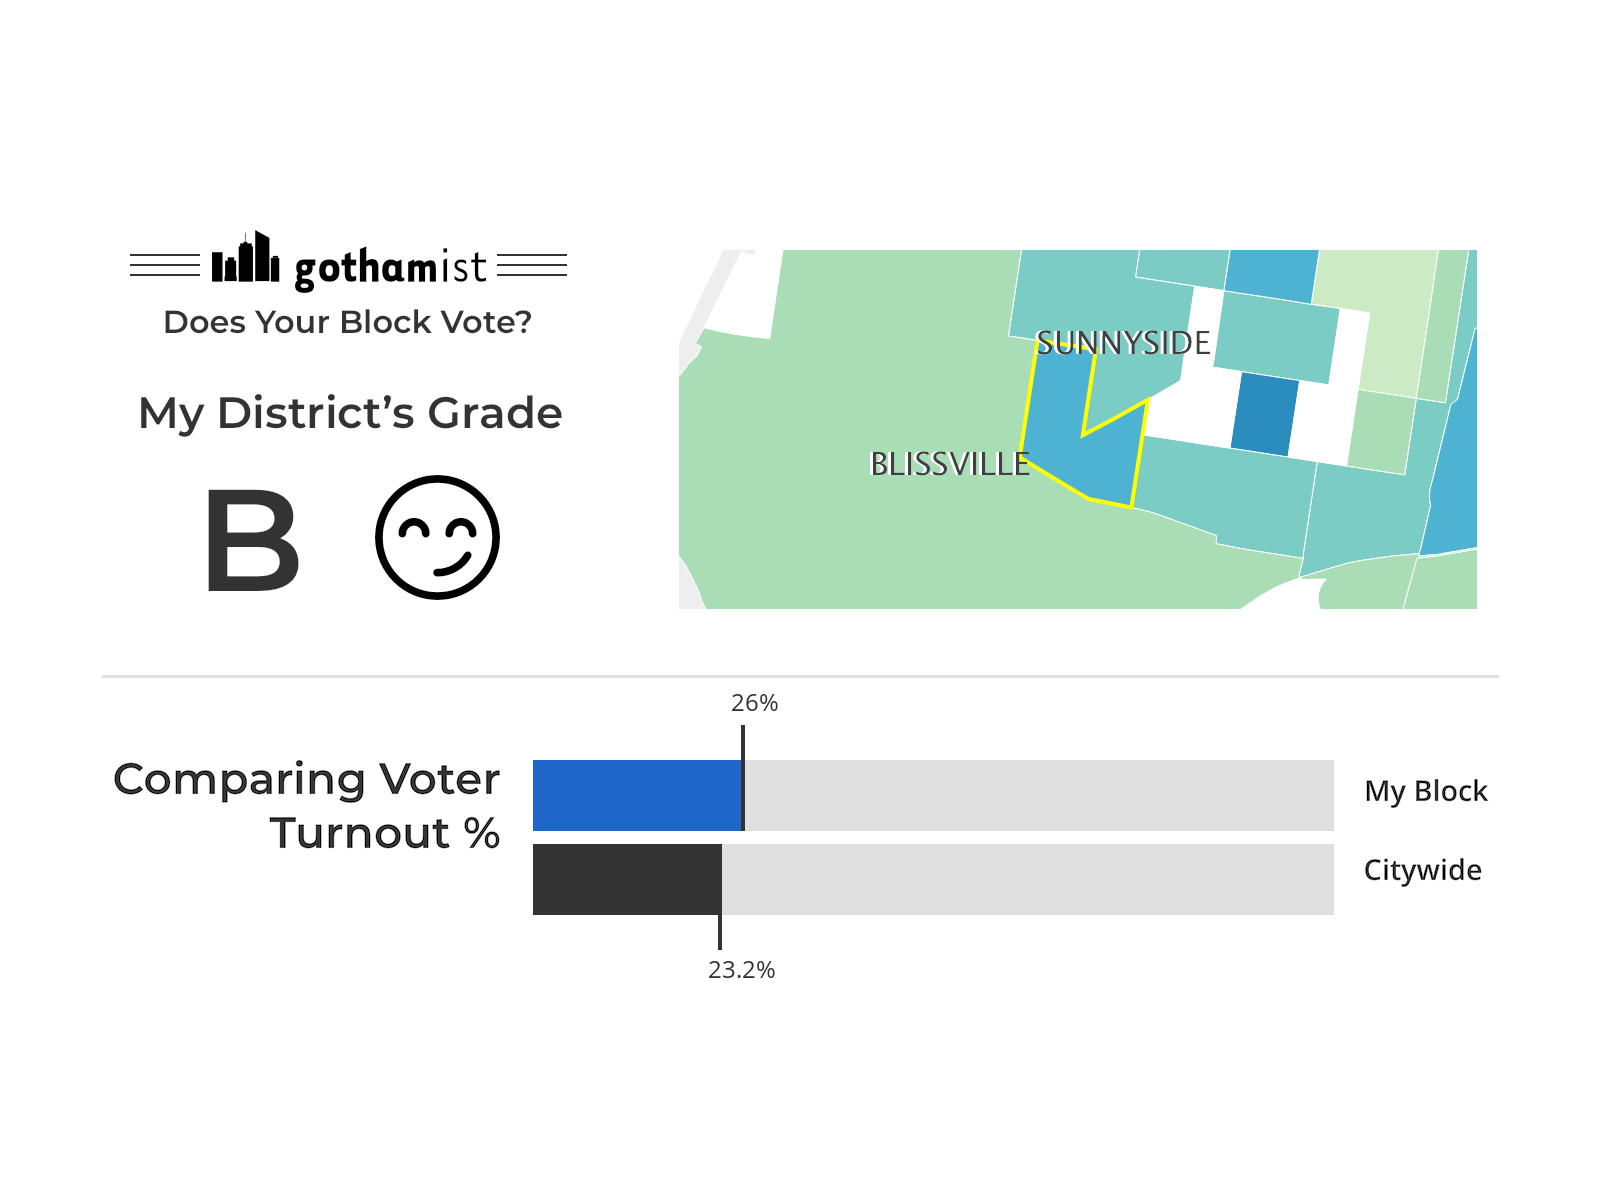 gothamist
Does Your Block Vote?
My District's Grade
B
SUNNYSIDE
BLISSVILLE
26%
Comparing Voter
Turnout %
My Block
Citywide
23.2%